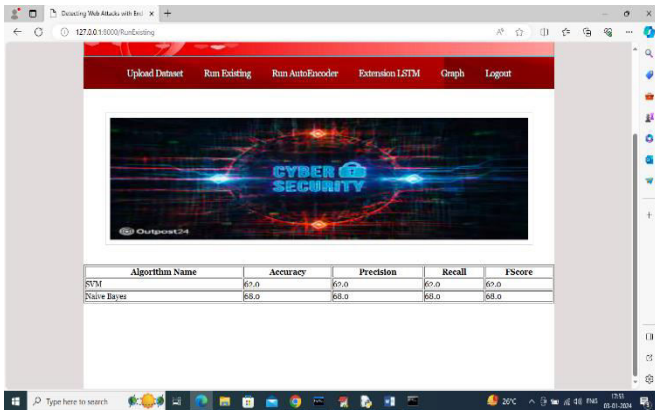 Detecting Web Attacks with End
127.0.0.1:8000/RunExisting
Upload Dataset Run Existing Run AutoEncoder Extension LSTM Graph Logout
CYBER
SECURITY
Outpost24
Algorithm Name Accuracy Precision Recall FScore
SVM 62.0 62.0 62.0 62.0
Naive Bayes 68.0 68.0 68.0 68.0
Type here to search
26°C
ENG
17:53
03-01-2024